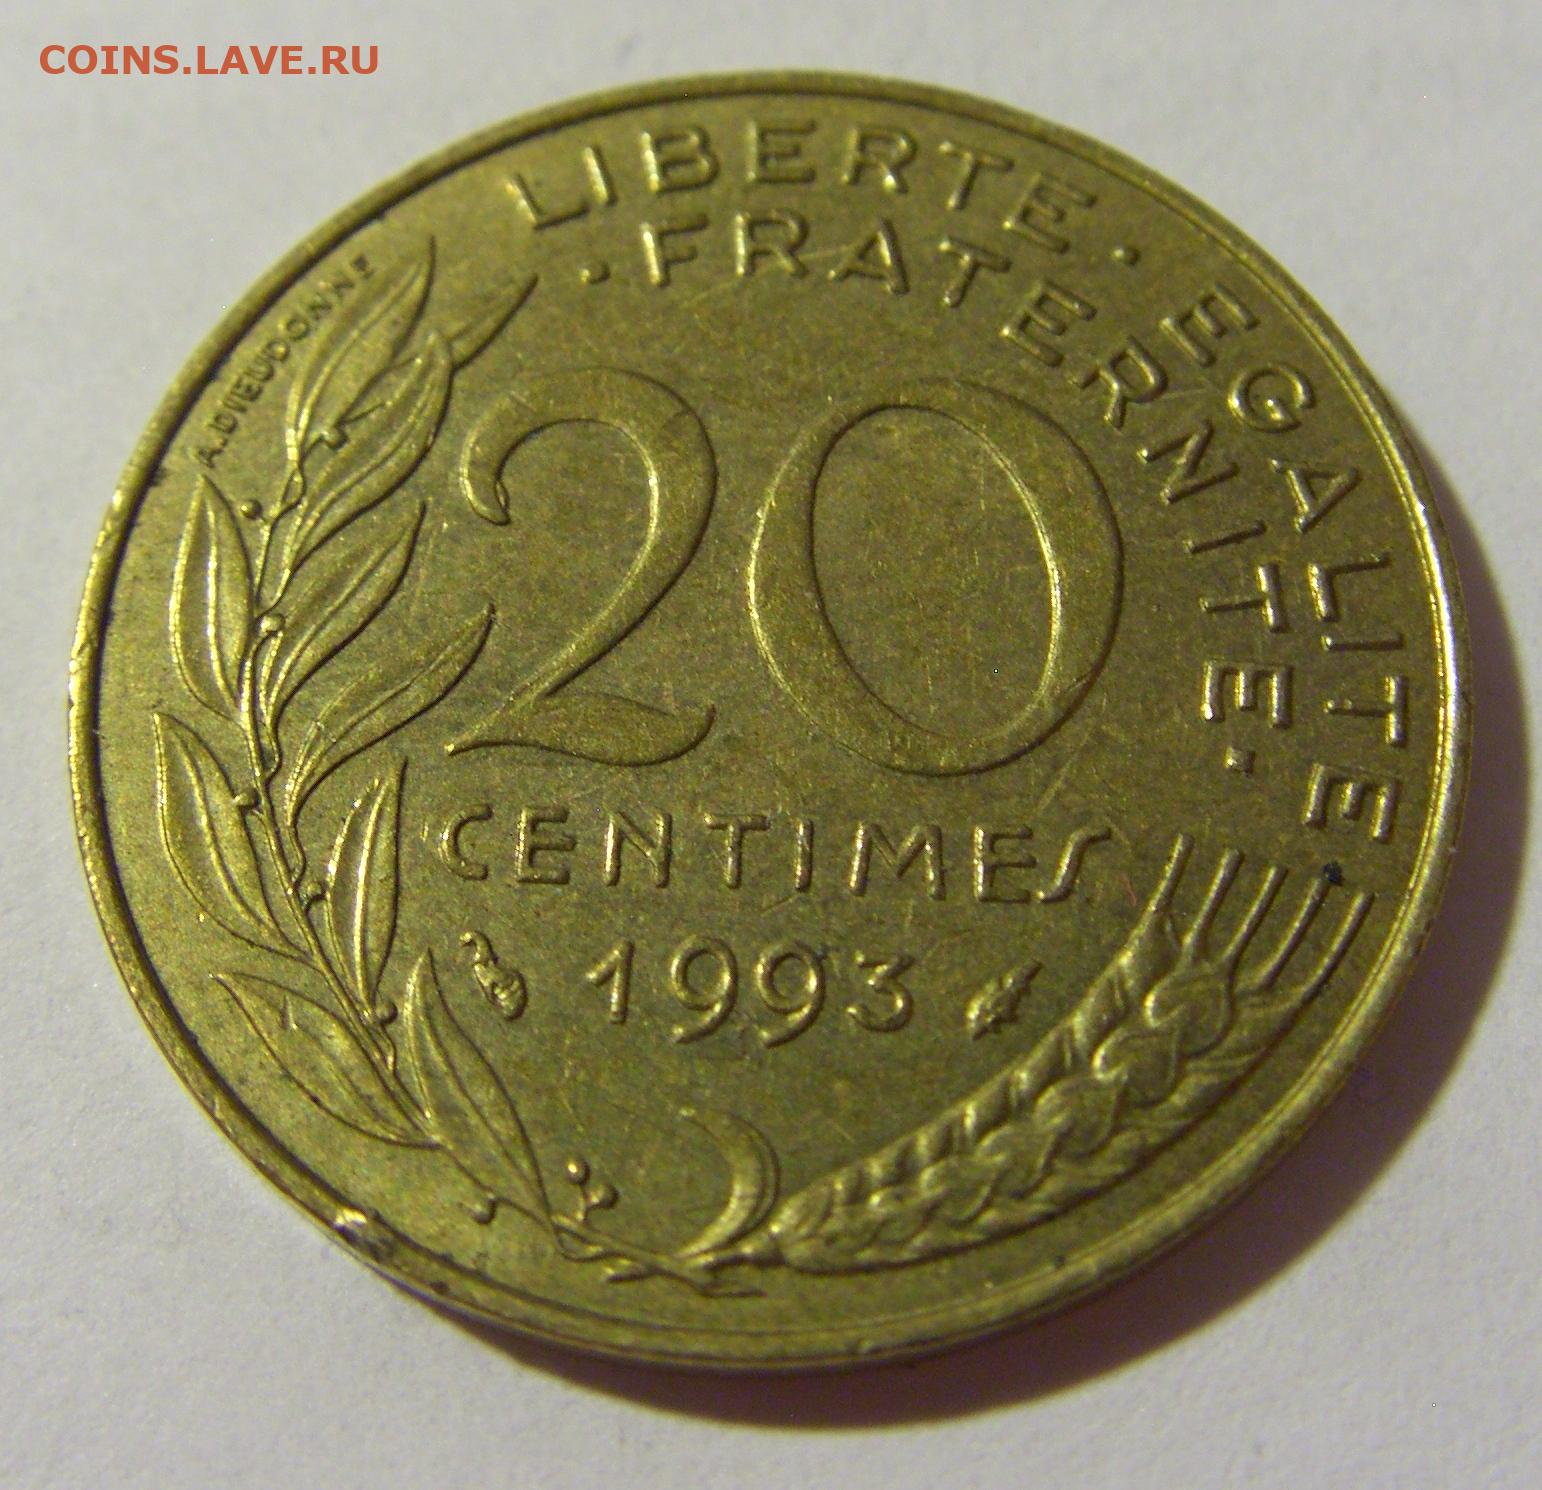 COINS.LAVE.RU
LIBERTE · EGALITE
· FRATERNITE ·
A.DIEUDONNE
20
CENTIMES
1993